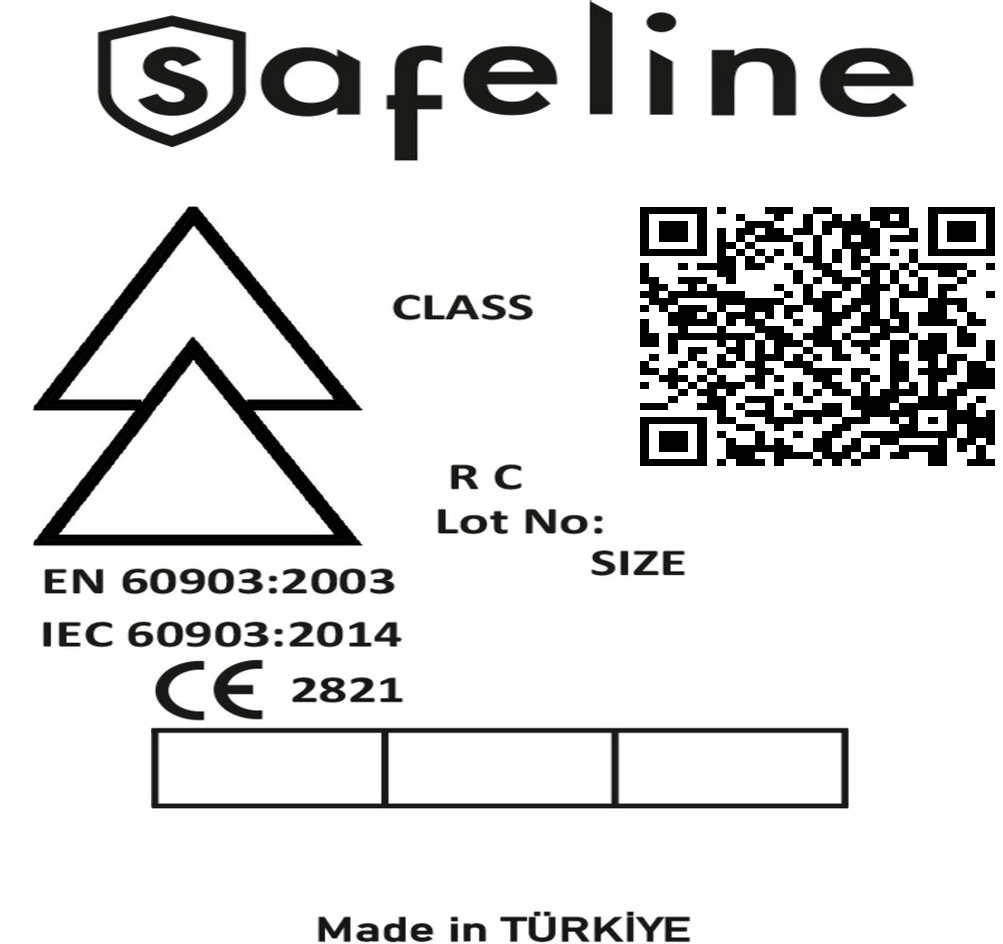 safeline
CLASS
R C
Lot No:
SIZE
EN 60903:2003
IEC 60903:2014
CE 2821
Made in TÜRKİYE